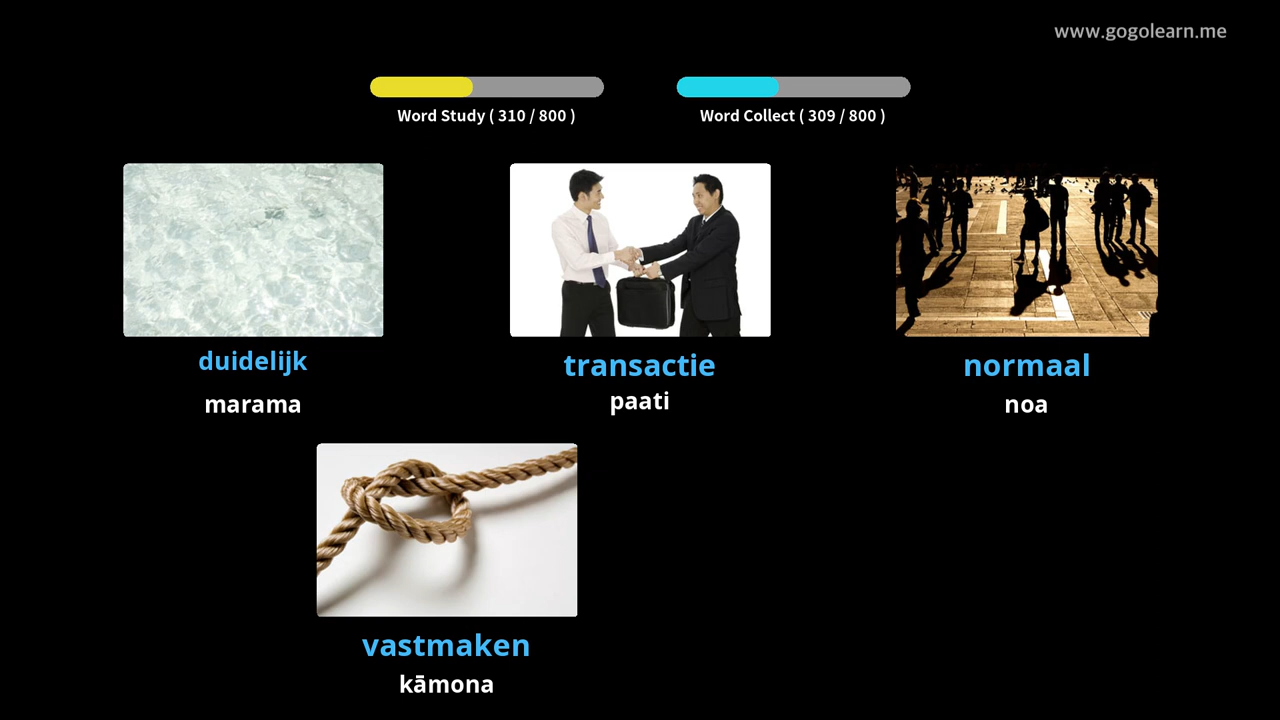 www.gogolearn.me
Word Study ( 310 / 800 )
Word Collect ( 309 / 800 )
duidelijk
marama
transactie
paati
normaal
noa
vastmaken
kāmona